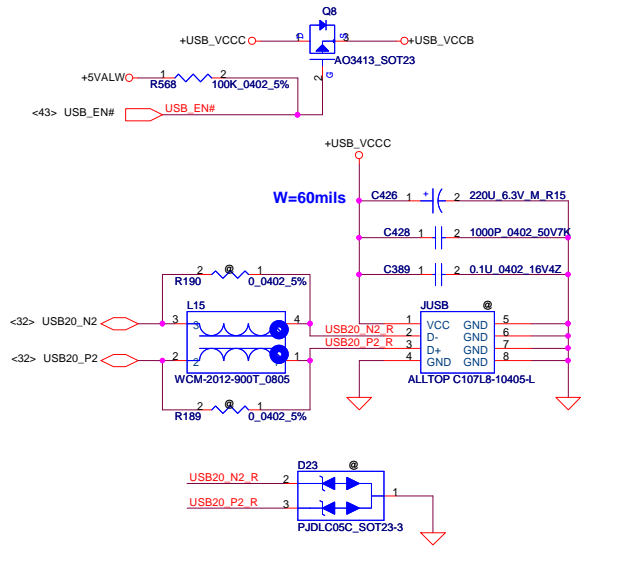 Q8
+USB_VCCC 1 D S 3 +USB_VCCB
AO3413_SOT23
2 G
+5VALW 1 2
R568 100K_0402_5%
<43> USB_EN# USB_EN#
+USB_VCCC
W=60mils
C426 1 + 2 220U_6.3V_M_R15
C428 1 2 1000P_0402_50V7K
C389 1 2 0.1U_0402_16V4Z
2 @ 1
R190 0_0402_5%
L15
JUSB @
<32> USB20_N2 3 3 4
USB20_N2_R
USB20_P2_R
1 VCC GND 5
2 D- GND 6
3 D+ GND 7
4 GND GND 8
<32> USB20_P2 2 2 1
WCM-2012-900T_0805
ALLTOP C107L8-10405-L
2 @ 1
R189 0_0402_5%
D23 @
USB20_N2_R 2
1
USB20_P2_R 3
PJDLC05C_SOT23-3